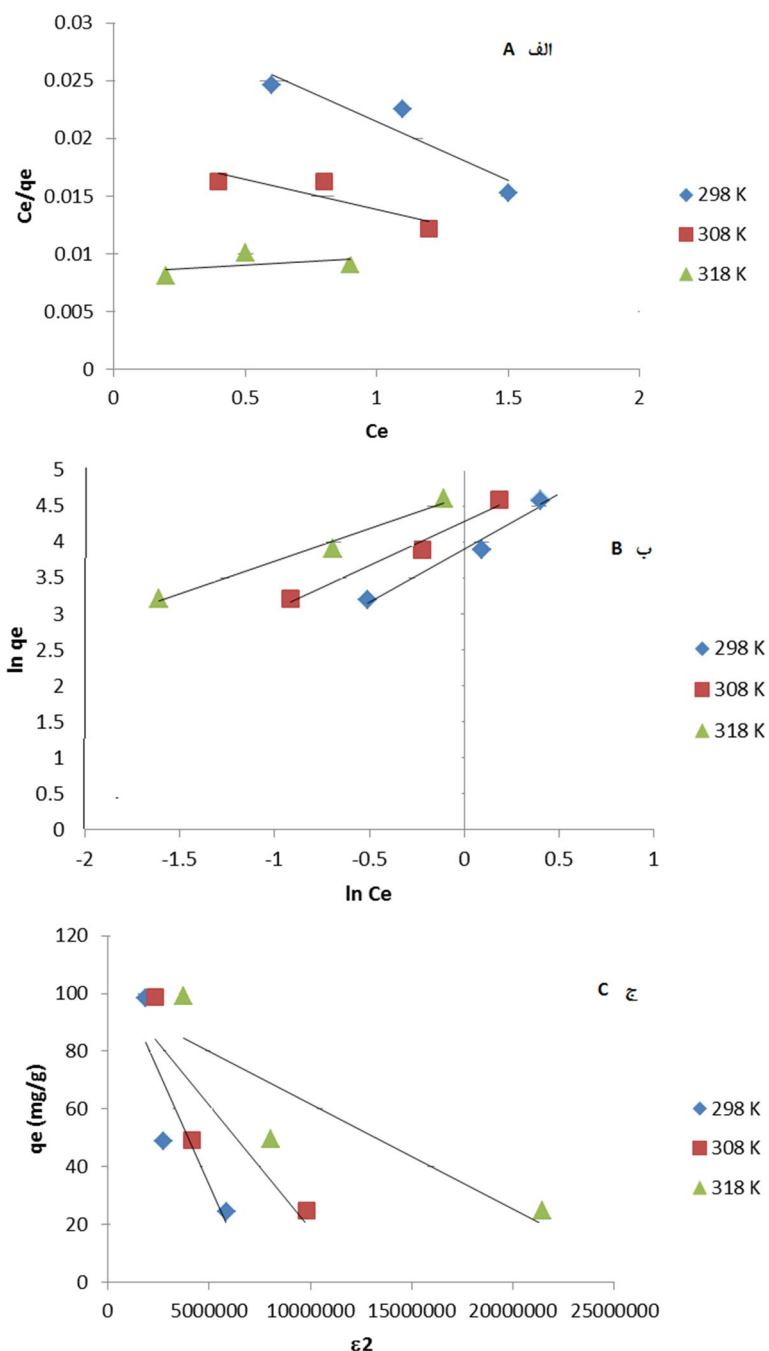 A الف
0.03
0.025
0.02
0.015
0.01
0.005
0
0 0.5 1 1.5 2
Ce/qe
Ce
298 K
308 K
318 K
B ب
5
4.5
4
3.5
3
2.5
2
1.5
1
0.5
0
-2 -1.5 -1 -0.5 0 0.5 1
ln qe
ln Ce
298 K
308 K
318 K
C ج
120
100
80
60
40
20
0
0 5000000 10000000 15000000 20000000 25000000
qe (mg/g)
ε2
298 K
308 K
318 K